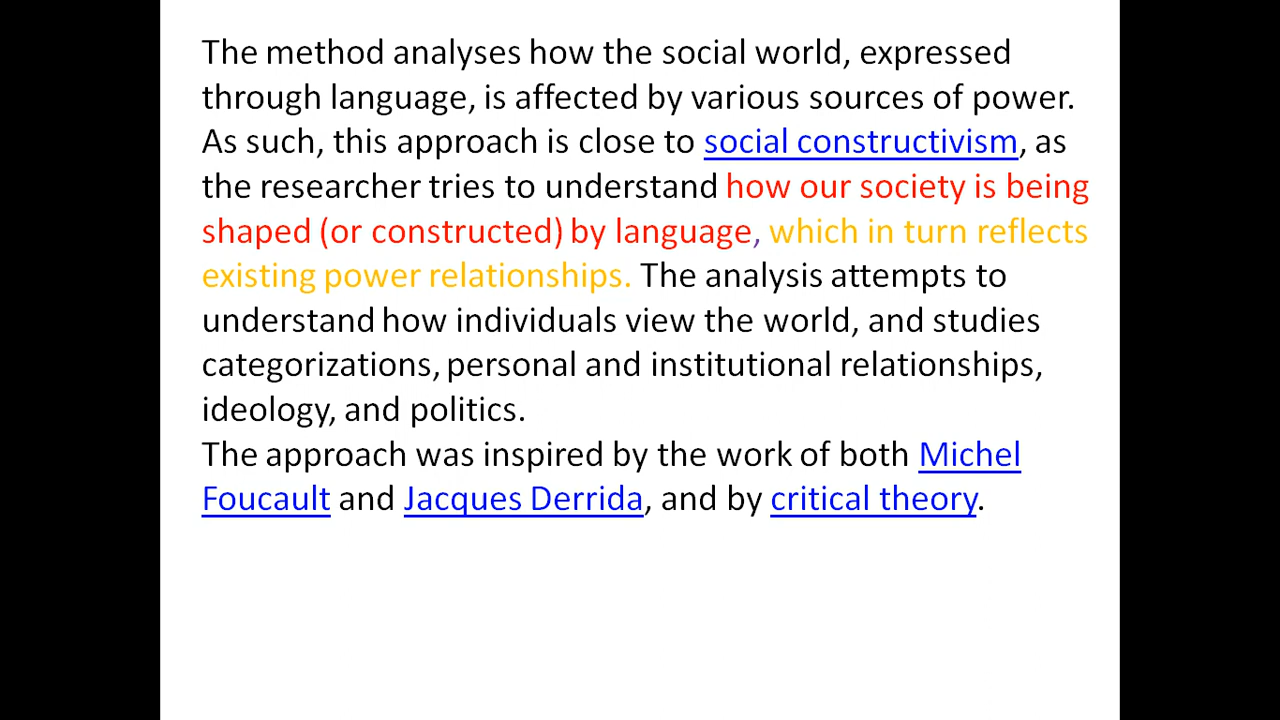 The method analyses how the social world, expressed
through language, is affected by various sources of power.
As such, this approach is close to social constructivism, as
the researcher tries to understand how our society is being
shaped (or constructed) by language, which in turn reflects
existing power relationships. The analysis attempts to
understand how individuals view the world, and studies
categorizations, personal and institutional relationships,
ideology, and politics.
The approach was inspired by the work of both Michel
Foucault and Jacques Derrida, and by critical theory.